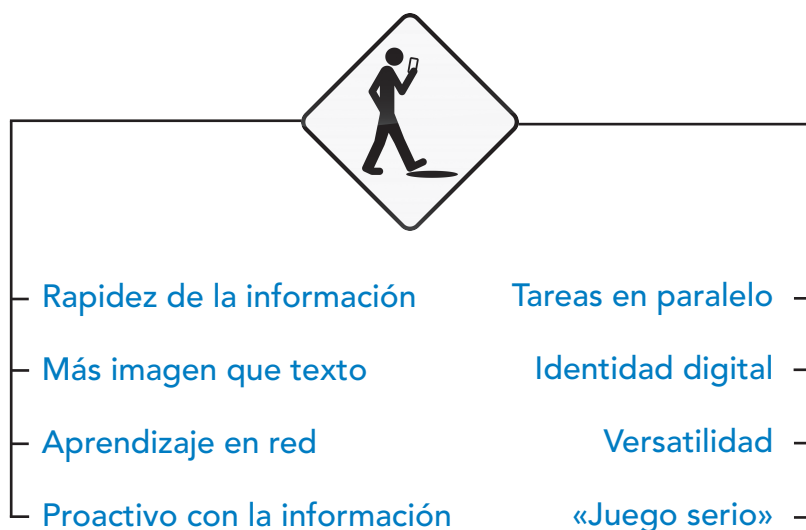 Rapidez de la información
Más imagen que texto
Aprendizaje en red
Proactivo con la información
Tareas en paralelo
Identidad digital
Versatilidad
«Juego serio»